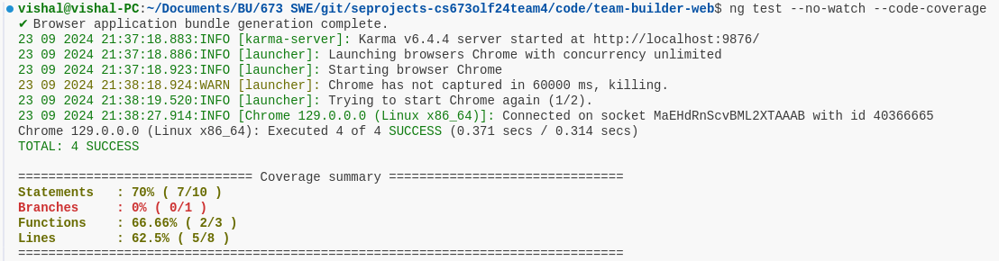 vishal@vishal-PC:~/Documents/BU/673 SWE/git/seprojects-cs673olf24team4/code/team-builder-web$ ng test --no-watch --code-coverage
✔ Browser application bundle generation complete.
23 09 2024 21:37:18.883:INFO [karma-server]: Karma v6.4.4 server started at http://localhost:9876/
23 09 2024 21:37:18.886:INFO [launcher]: Launching browsers Chrome with concurrency unlimited
23 09 2024 21:37:18.923:INFO [launcher]: Starting browser Chrome
23 09 2024 21:38:18.924:WARN [launcher]: Chrome has not captured in 60000 ms, killing.
23 09 2024 21:38:19.520:INFO [launcher]: Trying to start Chrome again (1/2).
23 09 2024 21:38:27.914:INFO [Chrome 129.0.0.0 (Linux x86_64)]: Connected on socket MaEHdRnScvBML2XTAAAB with id 40366665
Chrome 129.0.0.0 (Linux x86_64): Executed 4 of 4 SUCCESS (0.371 secs / 0.314 secs)
TOTAL: 4 SUCCESS
=============================== Coverage summary ===============================
Statements   : 70% ( 7/10 )
Branches     : 0% ( 0/1 )
Functions    : 66.66% ( 2/3 )
Lines        : 62.5% ( 5/8 )
================================================================================